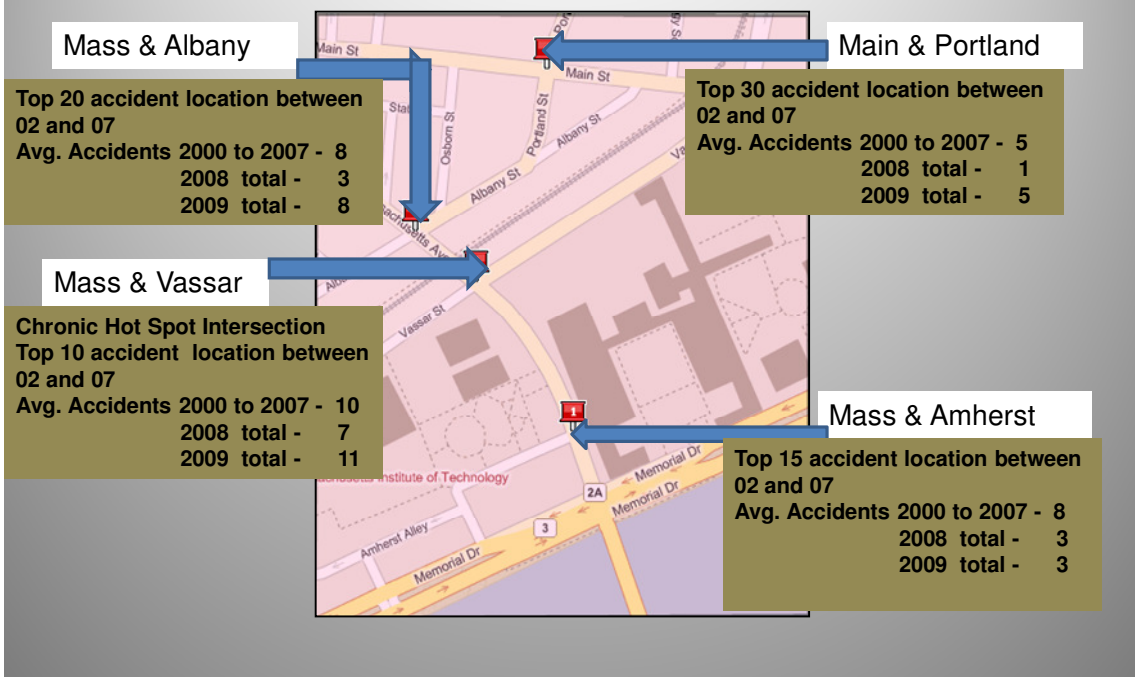 Mass & Albany
Top 20 accident location between
02 and 07
Avg. Accidents 2000 to 2007 - 8
2008 total - 3
2009 total - 8
Main & Portland
Top 30 accident location between
02 and 07
Avg. Accidents 2000 to 2007 - 5
2008 total - 1
2009 total - 5
Mass & Vassar
Chronic Hot Spot Intersection
Top 10 accident location between
02 and 07
Avg. Accidents 2000 to 2007 - 10
2008 total - 7
2009 total - 11
Mass & Amherst
Top 15 accident location between
02 and 07
Avg. Accidents 2000 to 2007 - 8
2008 total - 3
2009 total - 3
Main St
Main St
Osborn St
Portland St
Albany St
Albany St
Vassar St
1
Institute of Technology
2A
Memorial Dr
Memorial Dr
3
Amherst Alley
Memorial Dr